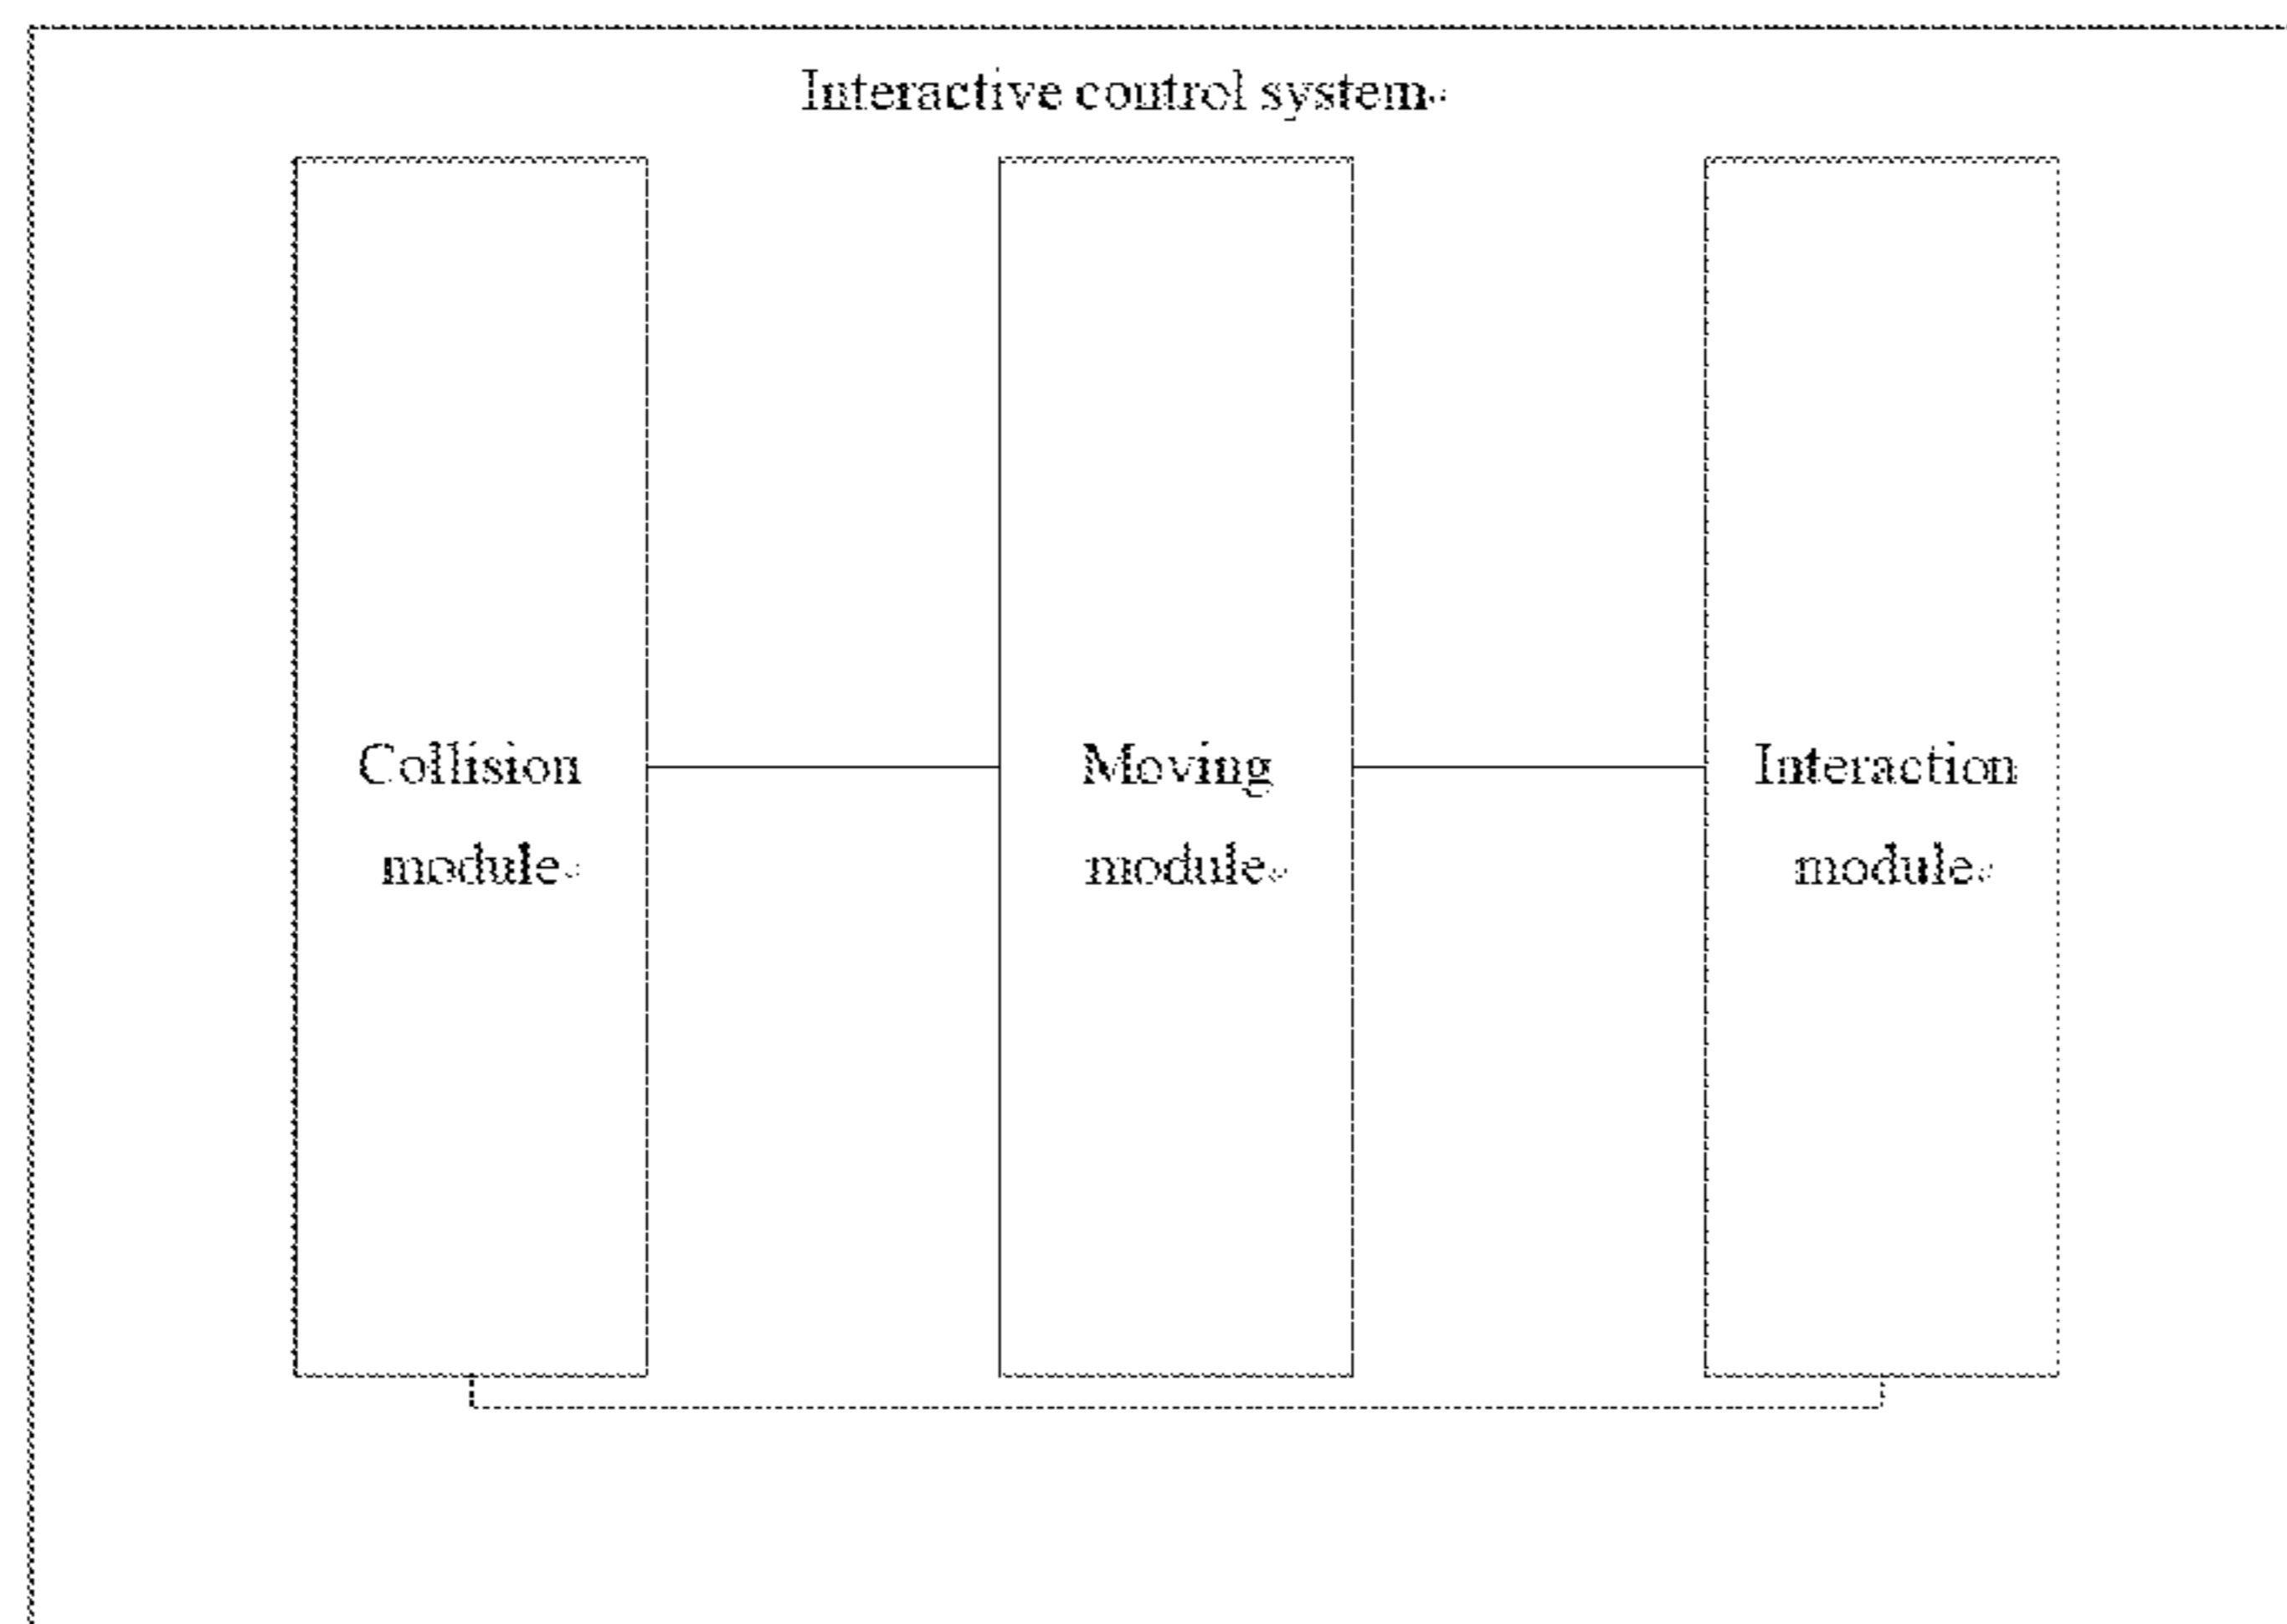 Interactive control system
Collision
module
Moving
module
Interaction
module